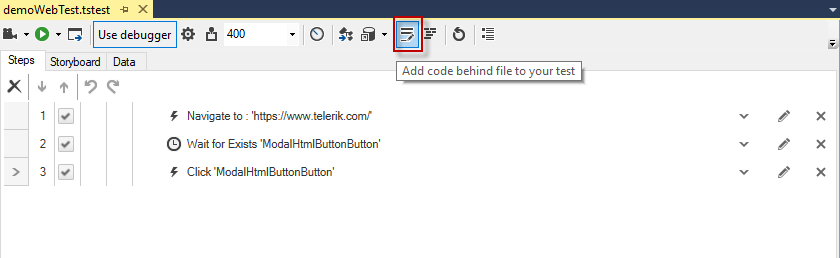 demoWebTest.tstest
Use debugger
400
Add code behind file to your test
Steps
Storyboard
Data
1
Navigate to : 'https://www.telerik.com/'
2
Wait for Exists 'ModalHtmlButtonButton'
3
Click 'ModalHtmlButtonButton'